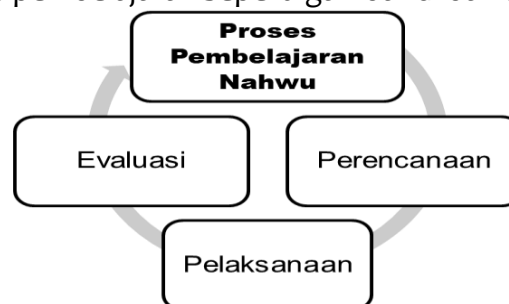 Proses
Pembelajaran
Nahwu
Evaluasi
Perencanaan
Pelaksanaan